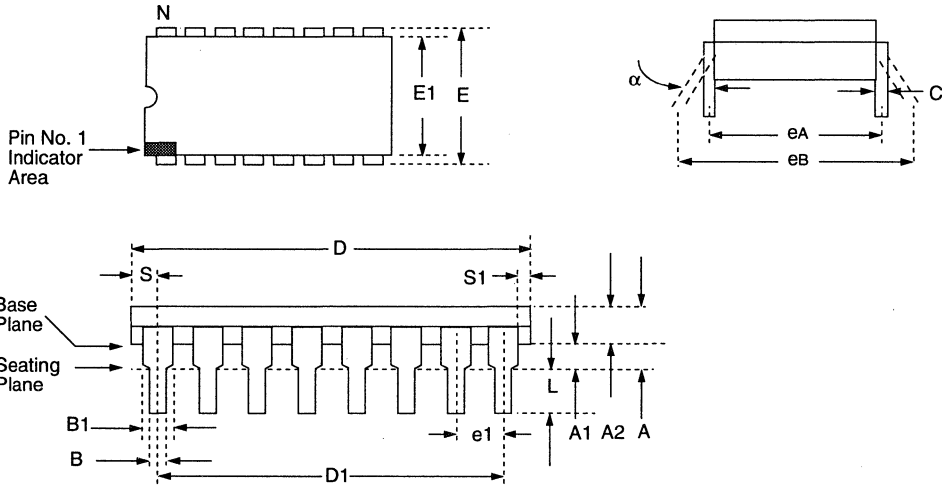 N
E1
E
Pin No. 1
Indicator
Area
α
C
eA
eB
D
S
S1
Base
Plane
Seating
Plane
L
B1
e1
A1
A2
A
B
D1